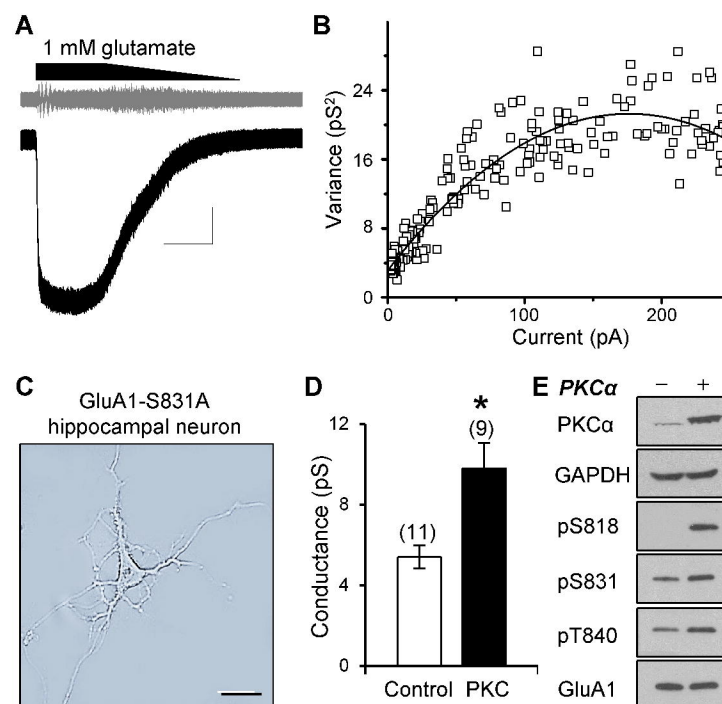 A
1 mM glutamate
B
Variance (pS²)
24
16
8
0
0
100
200
Current (pA)
C
GluA1-S831A
hippocampal neuron
D
Conductance (pS)
12
8
4
0
(11)
*
(9)
Control
PKC
E
PKCα
– +
PKCα
GAPDH
pS818
pS831
pT840
GluA1